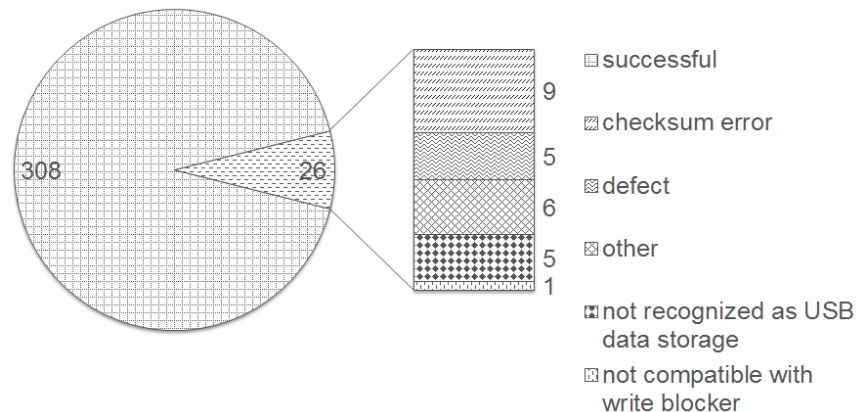 308
26
9
5
6
5
1
successful
checksum error
defect
other
not recognized as USB
data storage
not compatible with
write blocker